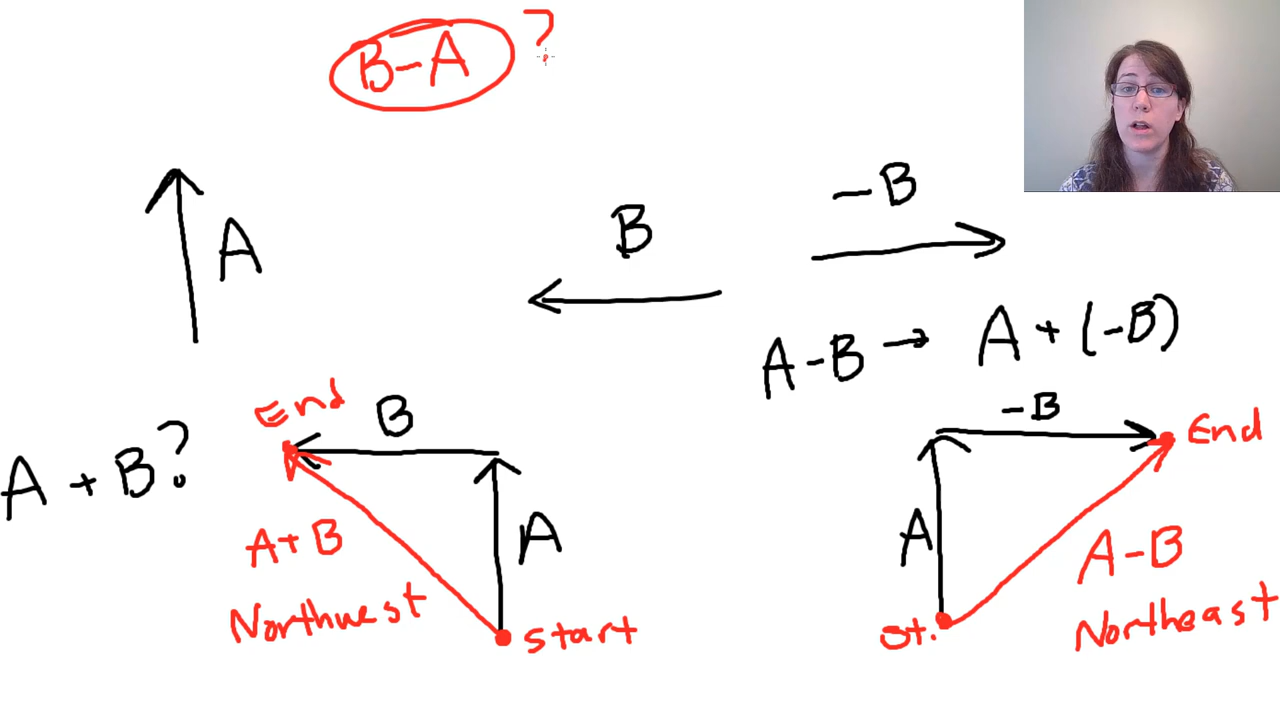 B-A ?
A
B
-B
A-B → A + (-B)
A + B?
End
B
A
A+B
Northwest
Start
-B
End
A
A-B
St.
Northeast